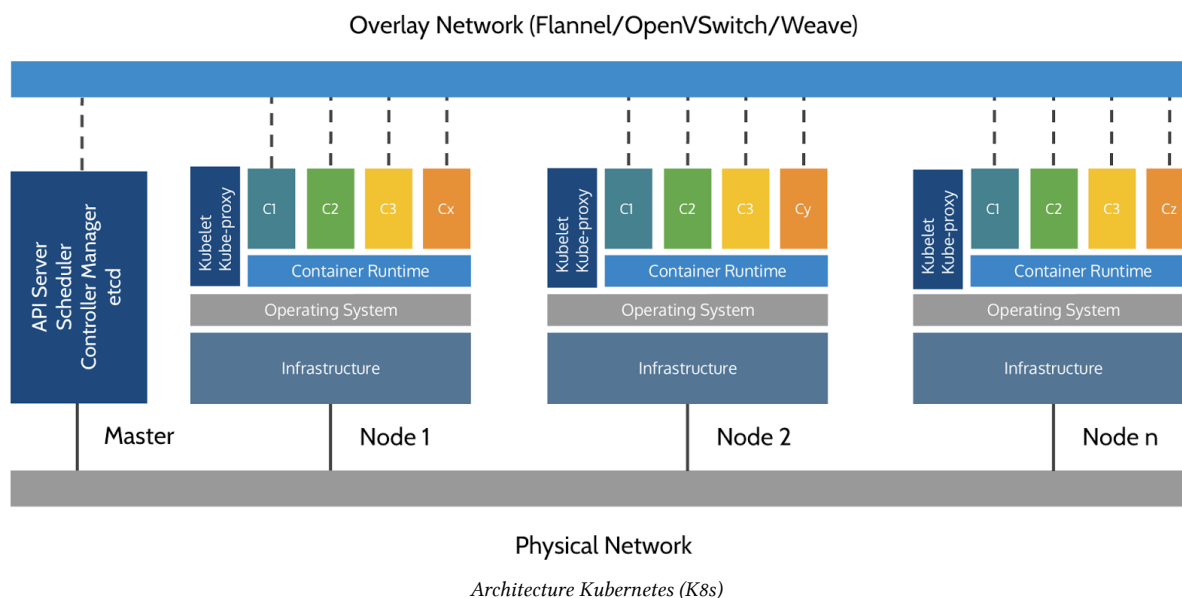 Overlay Network (Flannel/OpenVSwitch/Weave)
API Server
Scheduler
Controller Manager
etcd
Master
Kubelet
Kube-proxy
C1
C2
C3
Cx
Container Runtime
Operating System
Infrastructure
Node 1
Kubelet
Kube-proxy
C1
C2
C3
Cy
Container Runtime
Operating System
Infrastructure
Node 2
Kubelet
Kube-proxy
C1
C2
C3
Cz
Container Runtime
Operating System
Infrastructure
Node n
Physical Network
Architecture Kubernetes (K8s)